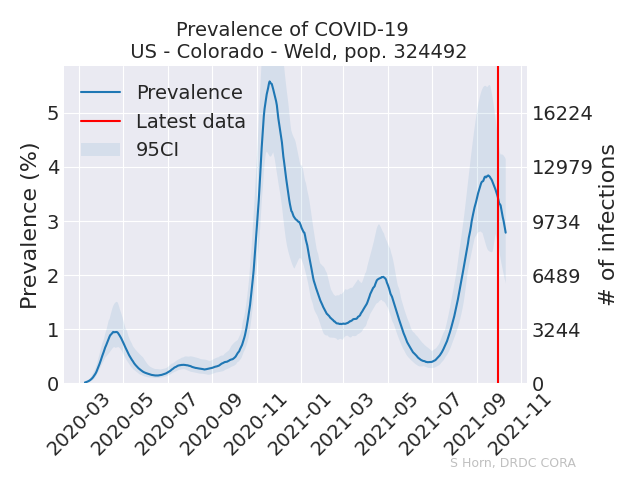 Prevalence of COVID-19
US - Colorado - Weld, pop. 324492
Prevalence
Latest data
95CI
Prevalence (%)
5
4
3
2
1
0
16224
12979
9734
6489
3244
0
# of infections
2020-03
2020-05
2020-07
2020-09
2020-11
2021-01
2021-03
2021-05
2021-07
2021-09
2021-11
S Horn, DRDC CORA